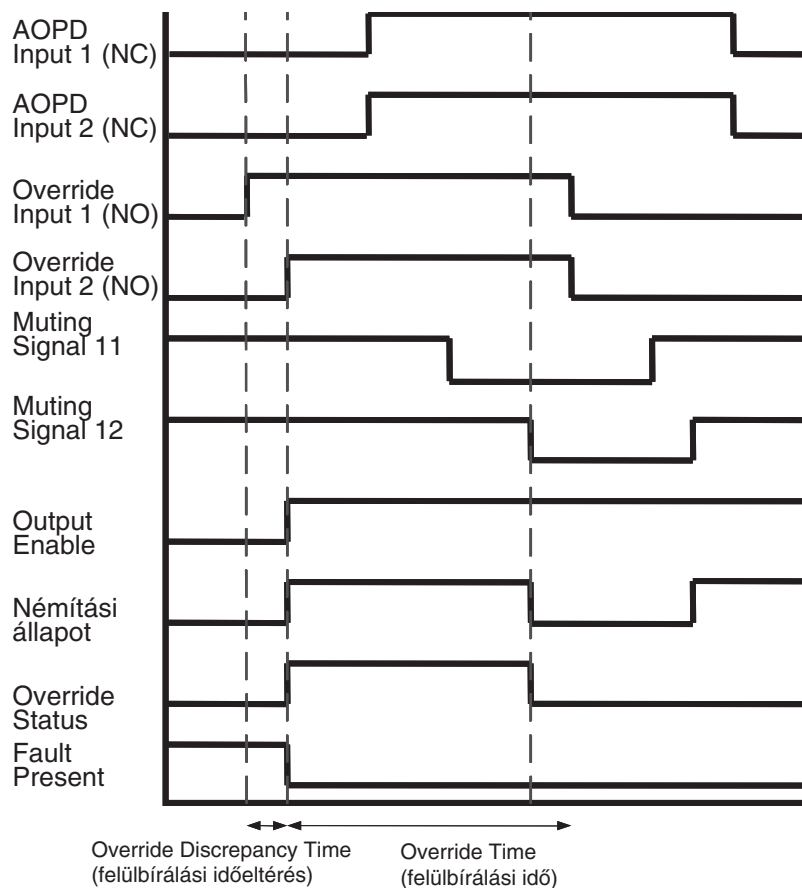 AOPD
Input 1 (NC)
AOPD
Input 2 (NC)
Override
Input 1 (NO)
Override
Input 2 (NO)
Muting
Signal 11
Muting
Signal 12
Output
Enable
Némítási
állapot
Override
Status
Fault
Present
Override Discrepancy Time
(felülbírálási időeltérés)
Override Time
(felülbírálási idő)